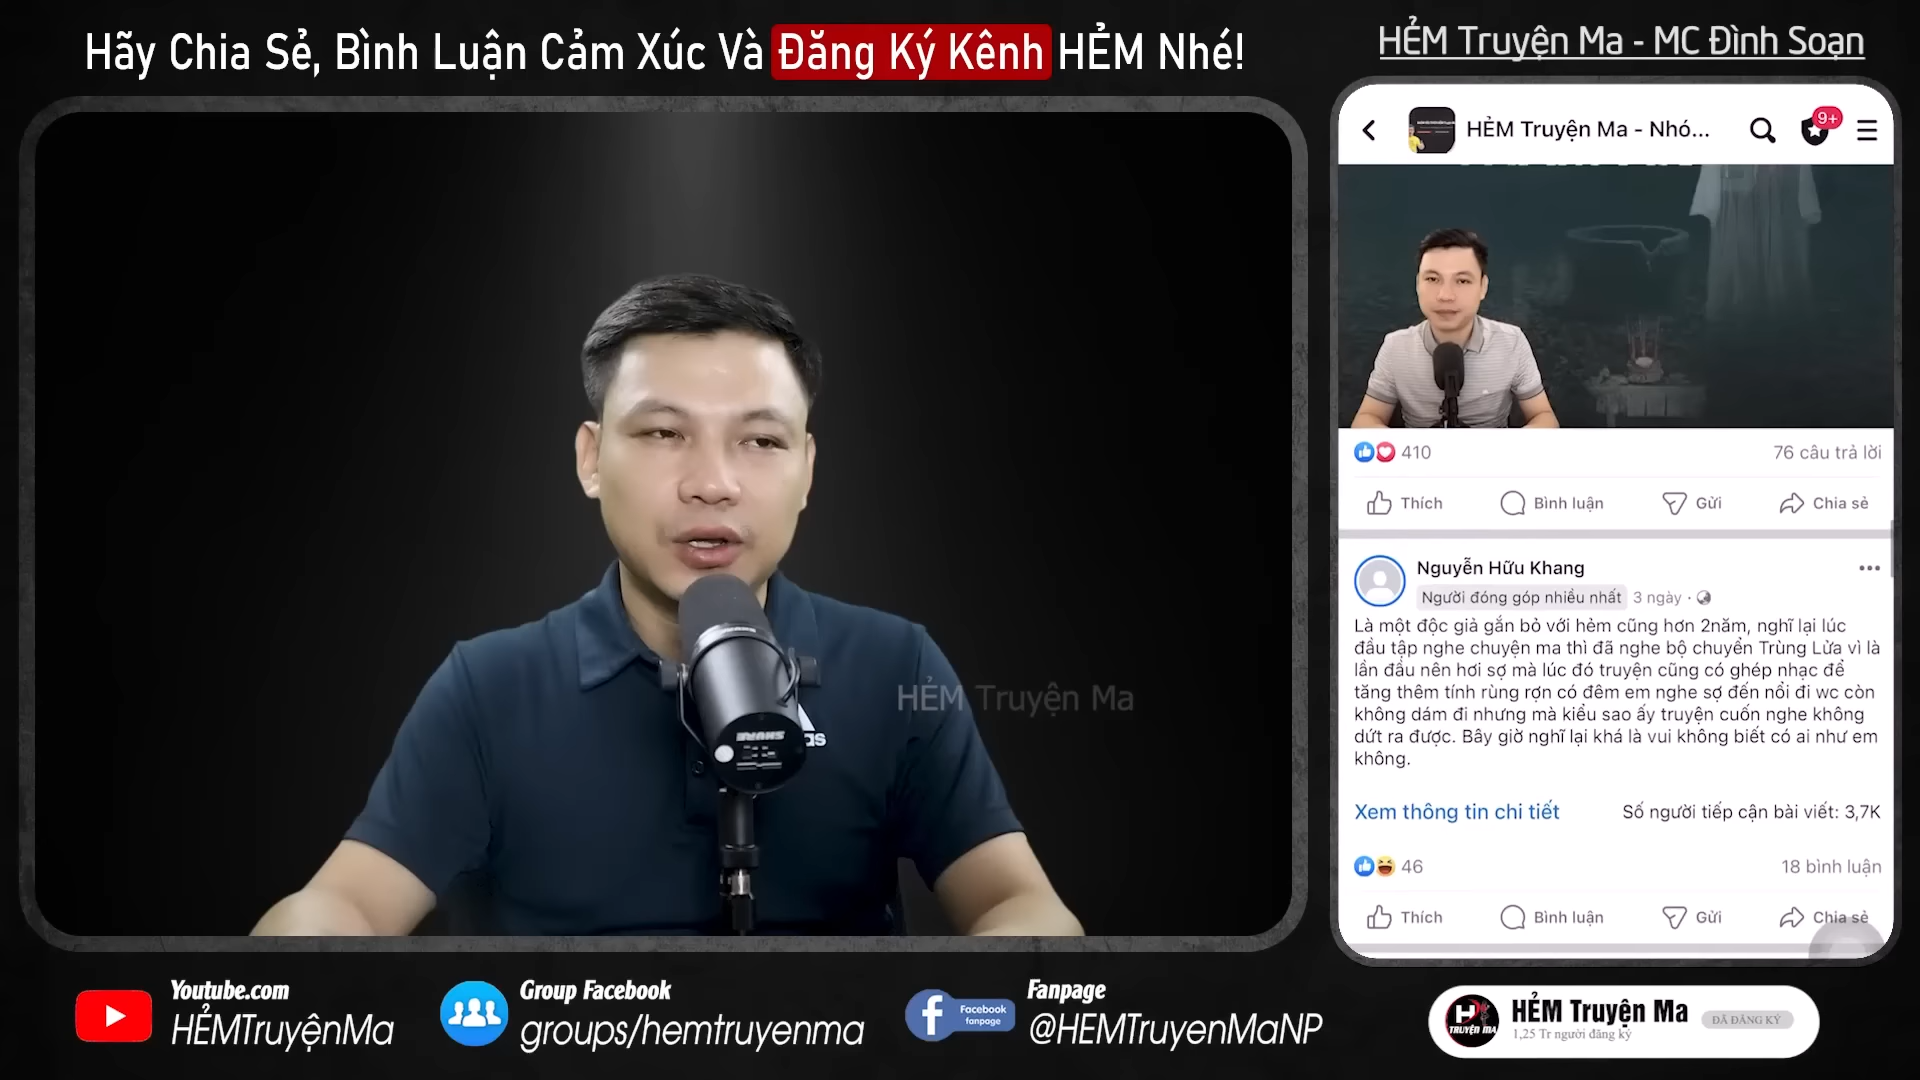 Hãy Chia Sẻ, Bình Luận Cảm Xúc Và Đăng Ký Kênh HẺM Nhé!
HẺM Truyện Ma - MC Đình Soạn
HẺM Truyện Ma - Nhó...
9+
410
76 câu trả lời
Thích
Bình luận
Gửi
Chia sẻ
Nguyễn Hữu Khang
Người đóng góp nhiều nhất 3 ngày ·
Là một độc giả gắn bỏ với hẻm cũng hơn 2năm, nghĩ lại lúc
đầu tập nghe chuyện ma thì đã nghe bộ chuyển Trùng Lửa vì là
lần đầu nên hơi sợ mà lúc đó truyện cũng có ghép nhạc để
tăng thêm tính rùng rợn có đêm em nghe sợ đến nổi đi wc còn
không dám đi nhưng mà kiểu sao ấy truyện cuốn nghe không
dứt ra được. Bây giờ nghĩ lại khá là vui không biết có ai như em
không.
Xem thông tin chi tiết
Số người tiếp cận bài viết: 3,7K
46
18 bình luận
Thích
Bình luận
Gửi
Chia sẻ
HẺM Truyện Ma
SHURE
as
Youtube.com
HẺMTruyệnMa
Group Facebook
groups/hemtruyenma
Facebook
fanpage
Fanpage
@HEMTruyenMaNP
H
TRUYỆN MA
HẺM Truyện Ma
1,25 Tr người đăng ký
ĐÃ ĐĂNG KÝ